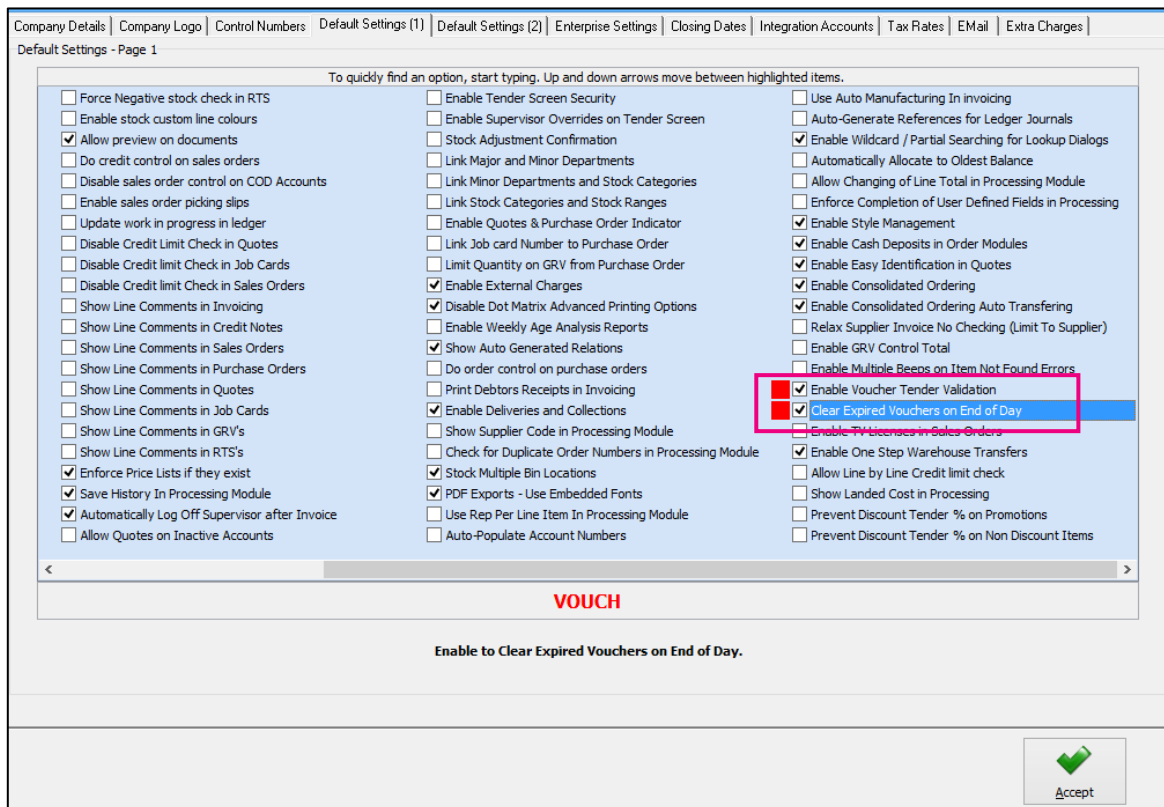 Company Details | Company Logo | Control Numbers | Default Settings (1) | Default Settings (2) | Enterprise Settings | Closing Dates | Integration Accounts | Tax Rates | EMail | Extra Charges
Default Settings - Page 1
To quickly find an option, start typing. Up and down arrows move between highlighted items.
Force Negative stock check in RTS
Enable stock custom line colours
Allow preview on documents
Do credit control on sales orders
Disable sales order control on COD Accounts
Enable sales order picking slips
Update work in progress in ledger
Disable Credit Limit Check in Quotes
Disable Credit limit Check in Job Cards
Disable Credit limit Check in Sales Orders
Show Line Comments in Invoicing
Show Line Comments in Credit Notes
Show Line Comments in Sales Orders
Show Line Comments in Purchase Orders
Show Line Comments in Quotes
Show Line Comments in Job Cards
Show Line Comments in GRV's
Show Line Comments in RTS's
Enforce Price Lists if they exist
Save History In Processing Module
Automatically Log Off Supervisor after Invoice
Allow Quotes on Inactive Accounts
Enable Tender Screen Security
Enable Supervisor Overrides on Tender Screen
Stock Adjustment Confirmation
Link Major and Minor Departments
Link Minor Departments and Stock Categories
Link Stock Categories and Stock Ranges
Enable Quotes & Purchase Order Indicator
Link Job card Number to Purchase Order
Limit Quantity on GRV from Purchase Order
Enable External Charges
Disable Dot Matrix Advanced Printing Options
Enable Weekly Age Analysis Reports
Show Auto Generated Relations
Do order control on purchase orders
Print Debtors Receipts in Invoicing
Enable Deliveries and Collections
Show Supplier Code in Processing Module
Check for Duplicate Order Numbers in Processing Module
Stock Multiple Bin Locations
PDF Exports - Use Embedded Fonts
Use Rep Per Line Item In Processing Module
Auto-Populate Account Numbers
Use Auto Manufacturing In invoicing
Auto-Generate References for Ledger Journals
Enable Wildcard / Partial Searching for Lookup Dialogs
Automatically Allocate to Oldest Balance
Allow Changing of Line Total in Processing Module
Enforce Completion of User Defined Fields in Processing
Enable Style Management
Enable Cash Deposits in Order Modules
Enable Easy Identification in Quotes
Enable Consolidated Ordering
Enable Consolidated Ordering Auto Transfering
Relax Supplier Invoice No Checking (Limit To Supplier)
Enable GRV Control Total
Enable Multiple Beeps on Item Not Found Errors
Enable Voucher Tender Validation
Clear Expired Vouchers on End of Day
Enable TV Licenses in Sales Orders
Enable One Step Warehouse Transfers
Allow Line by Line Credit limit check
Show Landed Cost in Processing
Prevent Discount Tender % on Promotions
Prevent Discount Tender % on Non Discount Items
VOUCH
Enable to Clear Expired Vouchers on End of Day.
Accept